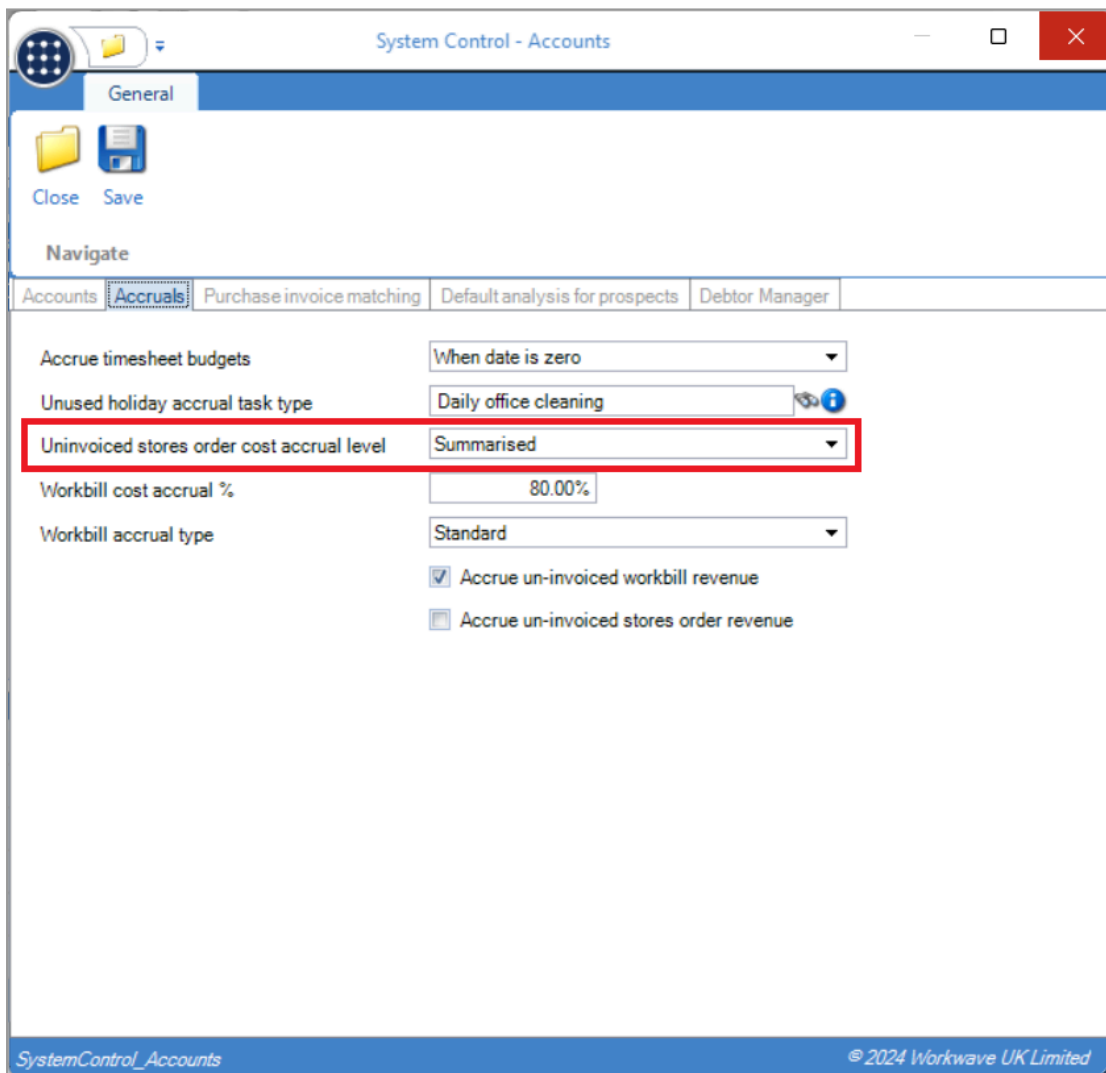 System Control - Accounts
General
Close Save
Navigate
Accounts Accruals Purchase invoice matching Default analysis for prospects Debtor Manager
Accrue timesheet budgets When date is zero
Unused holiday accrual task type Daily office cleaning
Uninvoiced stores order cost accrual level Summarised
Workbill cost accrual % 80.00%
Workbill accrual type Standard
Accrue un-invoiced workbill revenue
Accrue un-invoiced stores order revenue
SystemControl_Accounts © 2024 Workwave UK Limited